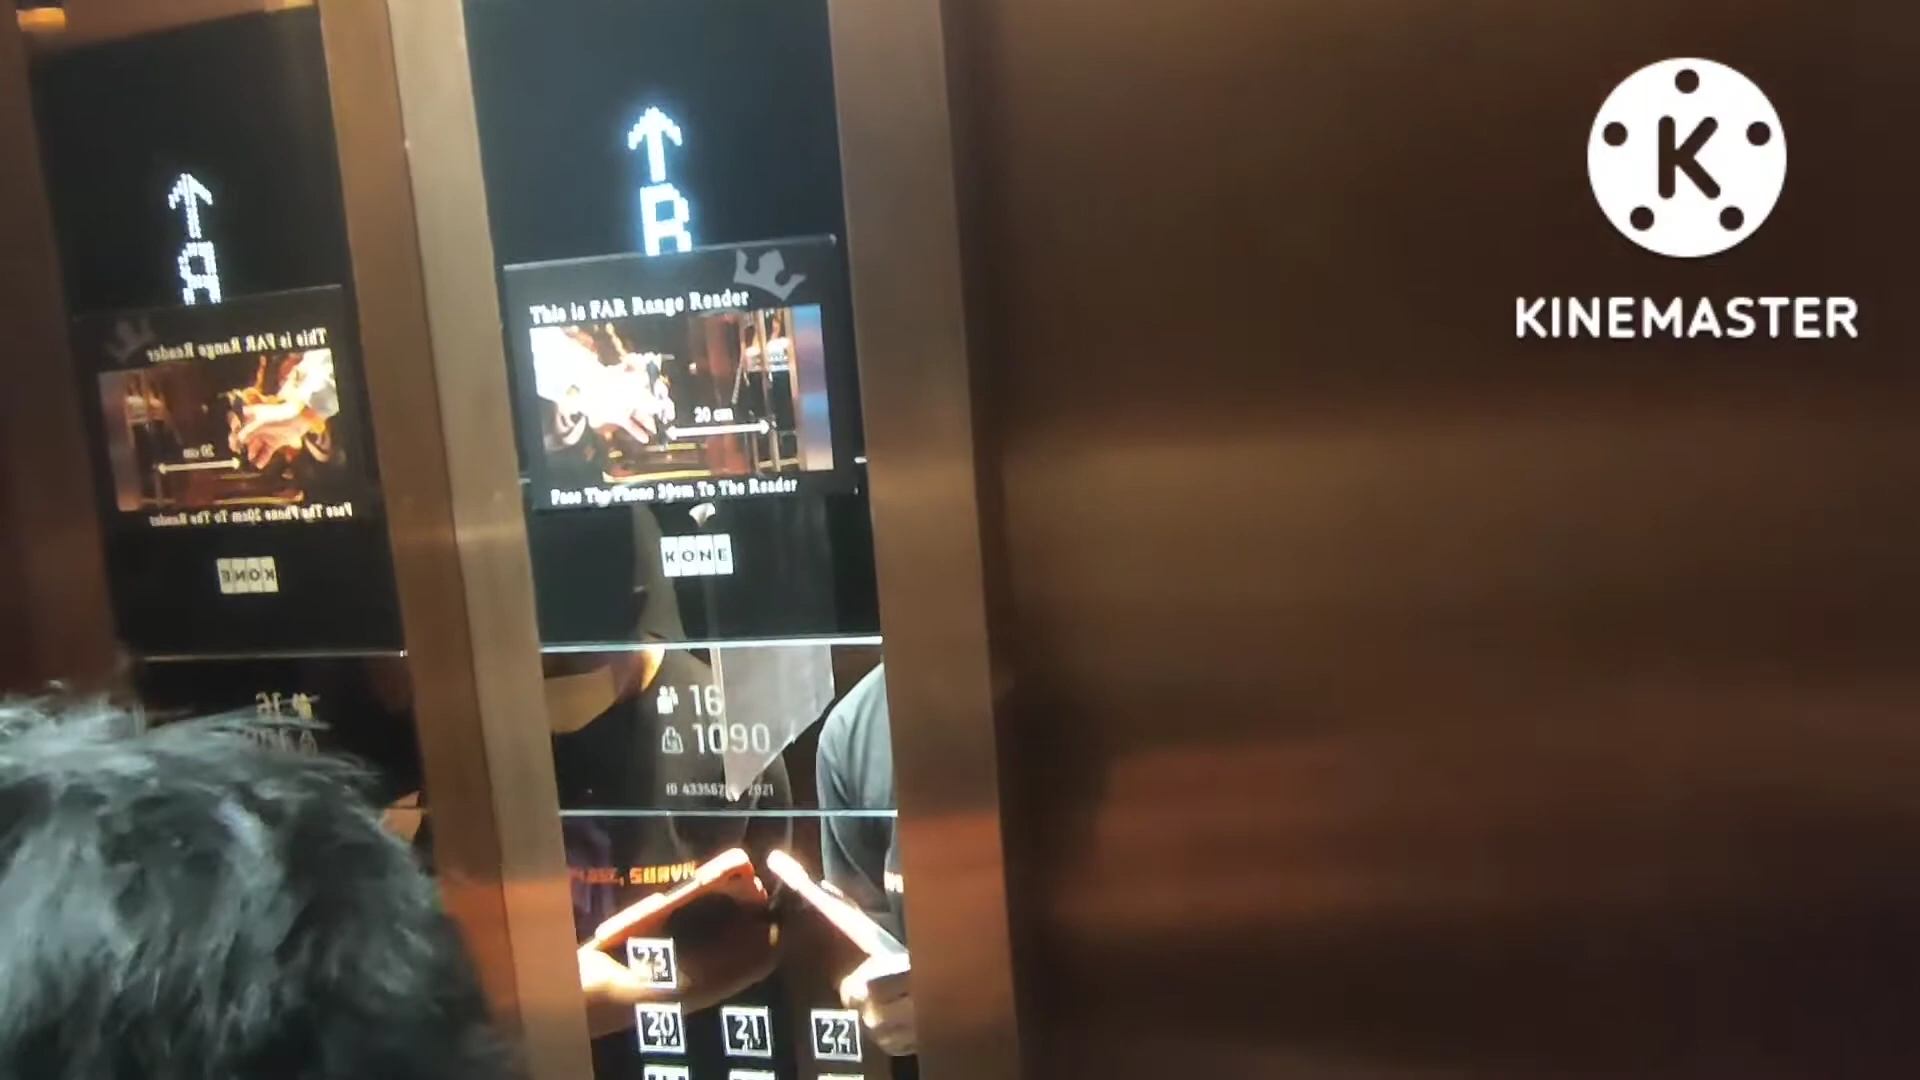 KINEMASTER
This is FAR Range Reader
20 cm
Face The Phone 20cm To The Reader
KONE
16
1090
23
20 21 22